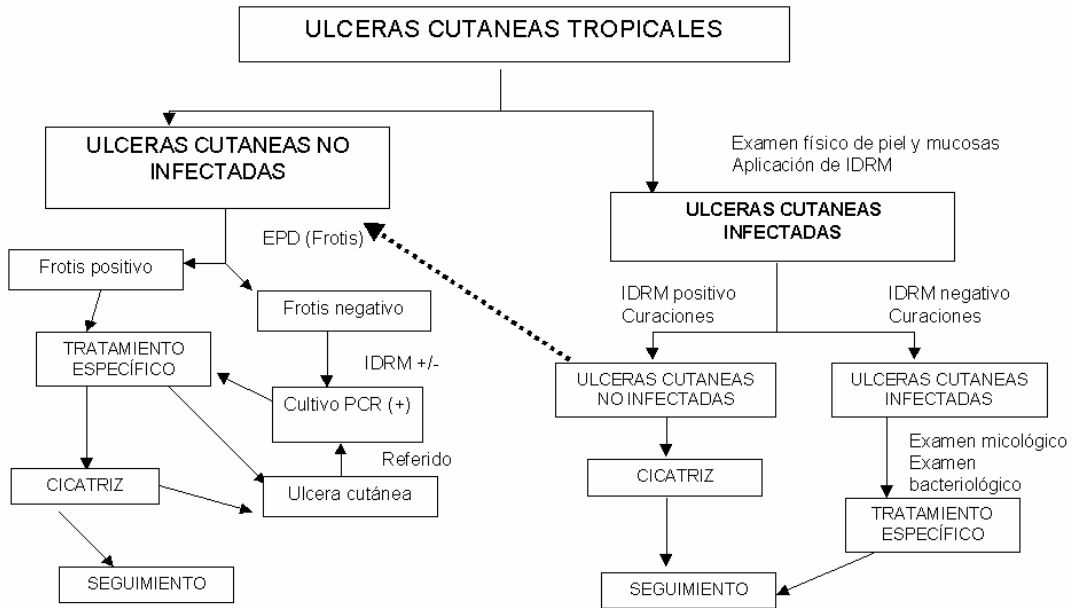 ULCERAS CUTANEAS TROPICALES
ULCERAS CUTANEAS NO
INFECTADAS
Examen físico de piel y mucosas
Aplicación de IDRM
ULCERAS CUTANEAS
INFECTADAS
EPD (Frotis)
Frotis positivo
Frotis negativo
IDRM positivo
Curaciones
IDRM negativo
Curaciones
TRATAMIENTO
ESPECÍFICO
IDRM +/-
Cultivo PCR (+)
ULCERAS CUTANEAS
NO INFECTADAS
ULCERAS CUTANEAS
INFECTADAS
Referido
Examen micológico
Examen
bacteriológico
CICATRIZ
Ulcera cutánea
CICATRIZ
TRATAMIENTO
ESPECÍFICO
SEGUIMIENTO
SEGUIMIENTO